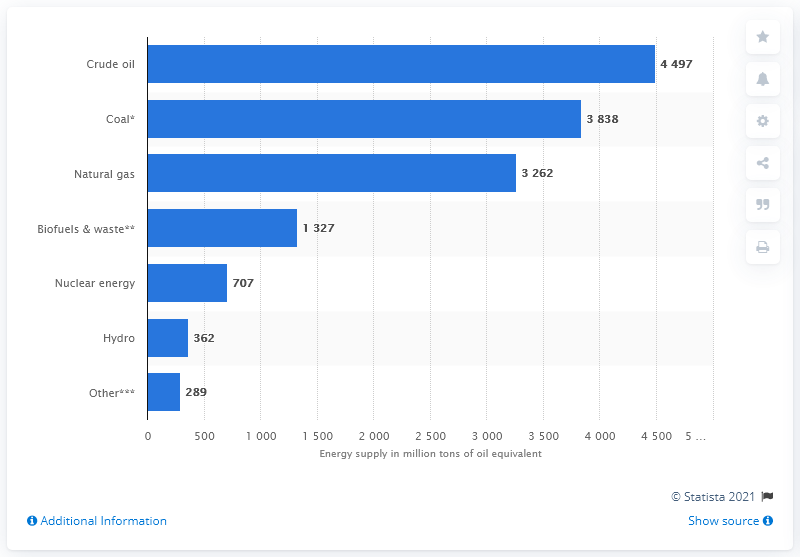 Crude oil 4 497
Coal* 3 838
Natural gas 3 262
Biofuels & waste** 1 327
Nuclear energy 707
Hydro 362
Other*** 289
0 500 1 000 1 500 2 000 2 500 3 000 3 500 4 000 4 500 5 ...
Energy supply in million tons of oil equivalent
© Statista 2021
Additional Information Show source